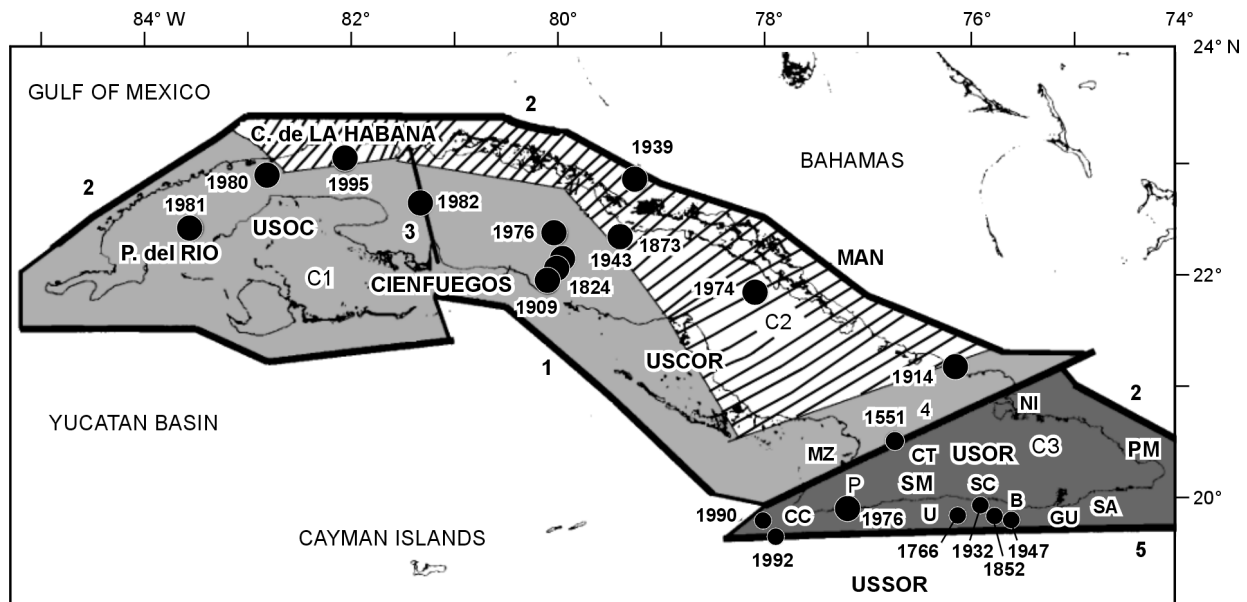 84° W 82° 80° 78° 76° 74°
24° N
GULF OF MEXICO
2
C. de LA HABANA
1939
BAHAMAS
1980
1995
2
1981
1982
USOC
3
1976
1873
P. del RIO
1943
MAN
C1
CIENFUEGOS
1824
1974
22°
1909
C2
USCOR
1
1914
2
4
NI
1551
YUCATAN BASIN
MZ
CT
USOR
C3
PM
P
SM
SC
20°
1990
CC
1976
U
B
GU
SA
CAYMAN ISLANDS
1992
1766
1932
1947
5
1852
USSOR